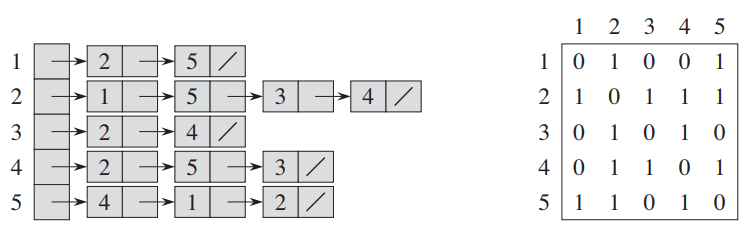 1 2 5 /
2 1 5 3 4 /
3 2 4 /
4 2 5 3 /
5 4 1 2 /
1 2 3 4 5
1 0 1 0 0 1
2 1 0 1 1 1
3 0 1 0 1 0
4 0 1 1 0 1
5 1 1 0 1 0